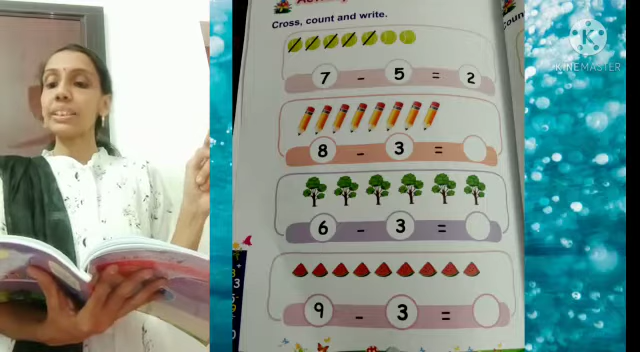 Cross, count and write.
7 - 5 = 2
8 - 3 =
6 - 3 =
9 - 3 =
KINEMASTER